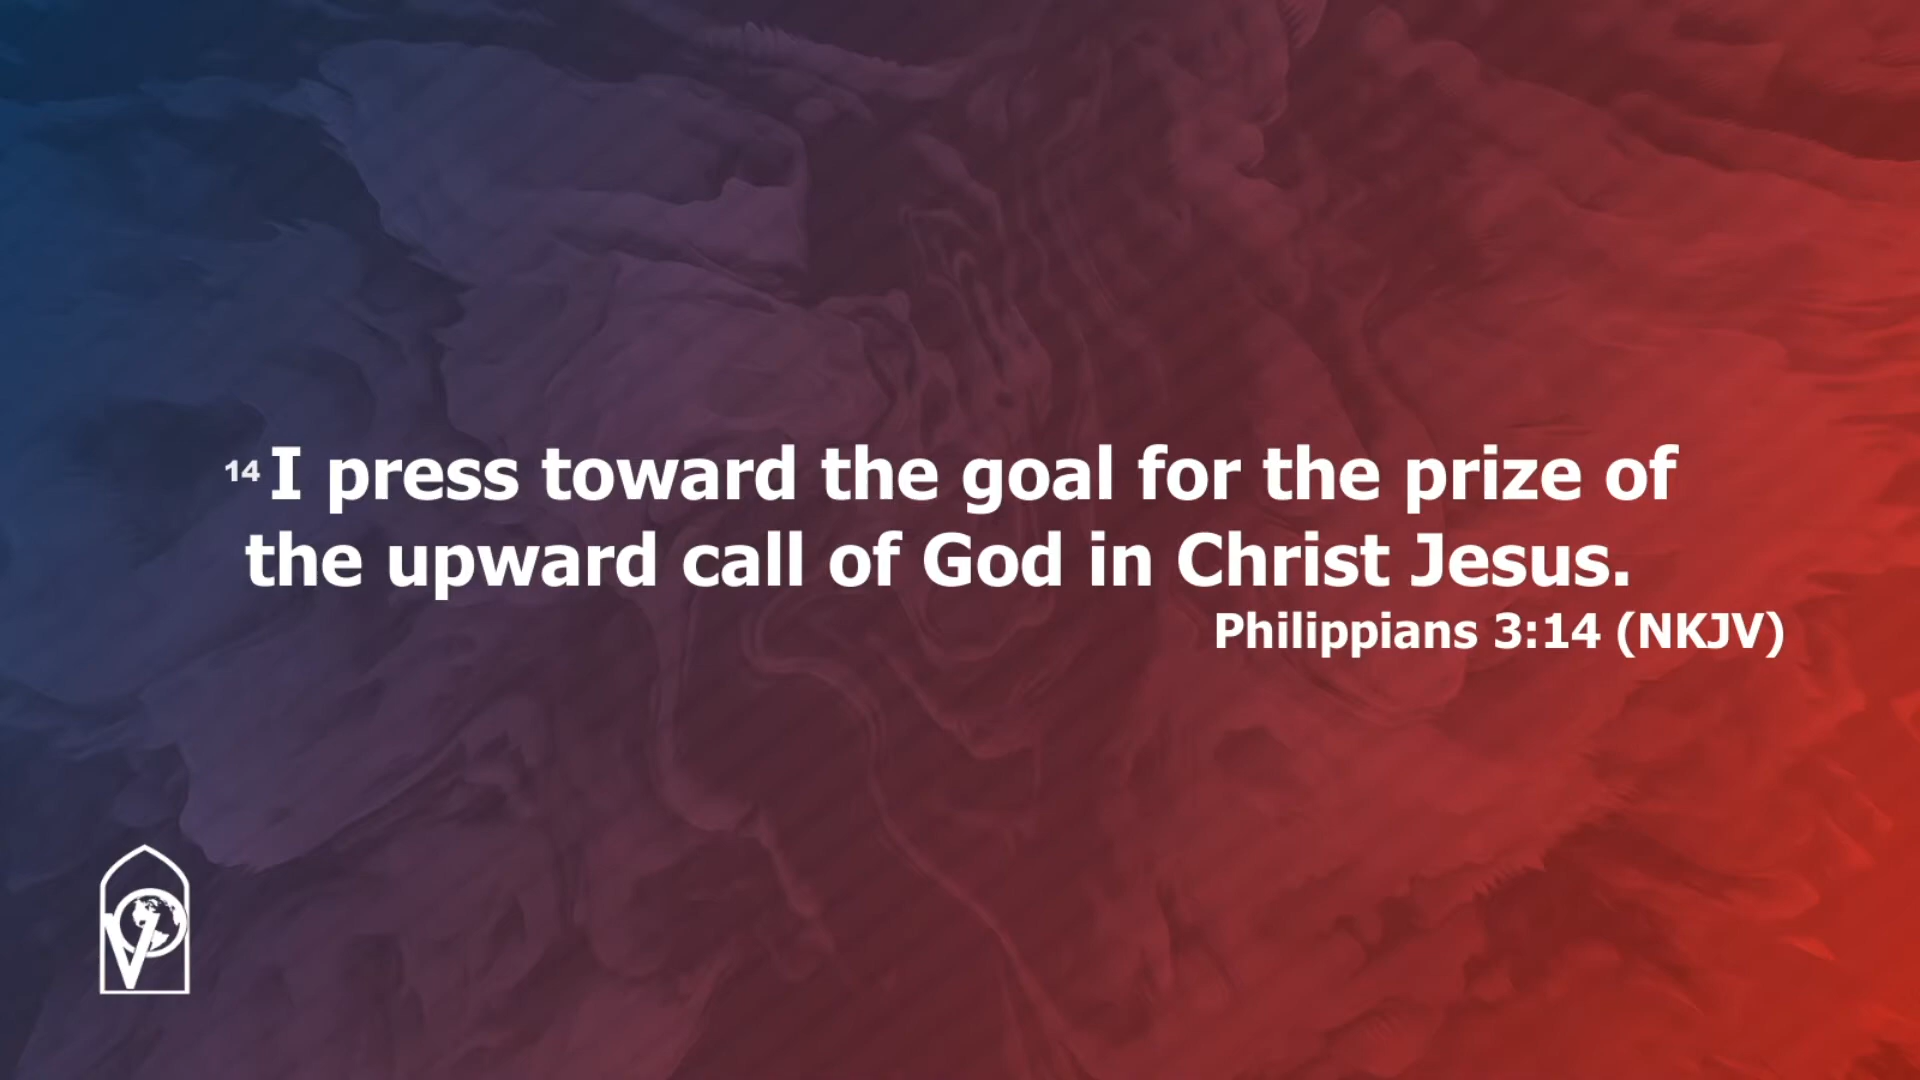 14 I press toward the goal for the prize of
the upward call of God in Christ Jesus.
Philippians 3:14 (NKJV)
V